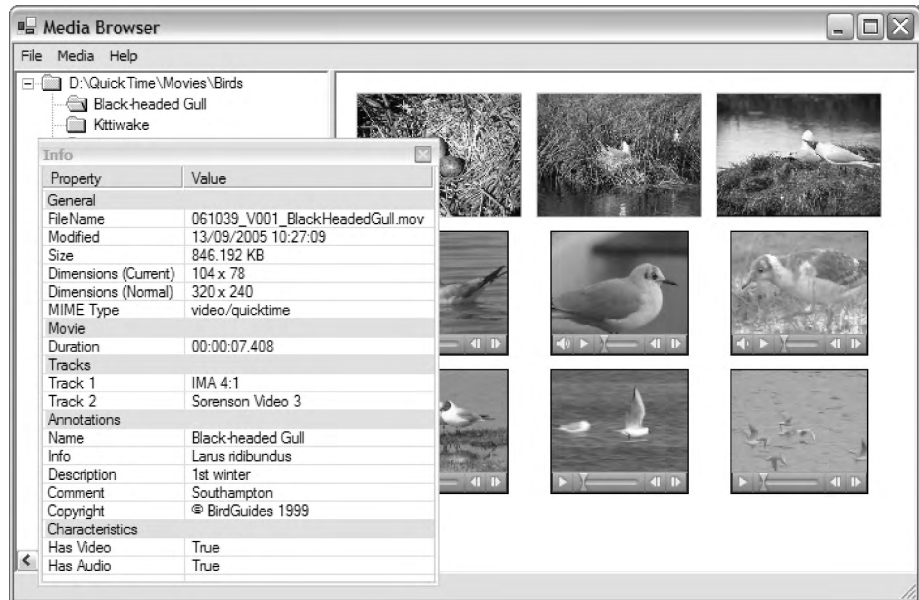 Media Browser
File Media Help
D:\QuickTime\Movies\Birds
Black-headed Gull
Kittiwake
Info
Property Value
General
FileName 061039_V001_BlackHeadedGull.mov
Modified 13/09/2005 10:27:09
Size 846.192 KB
Dimensions (Current) 104 x 78
Dimensions (Normal) 320 x 240
MIME Type video/quicktime
Movie
Duration 00:00:07.408
Tracks
Track 1 IMA 4:1
Track 2 Sorenson Video 3
Annotations
Name Black-headed Gull
Info Larus ridibundus
Description 1st winter
Comment Southampton
Copyright © BirdGuides 1999
Characteristics
Has Video True
Has Audio True